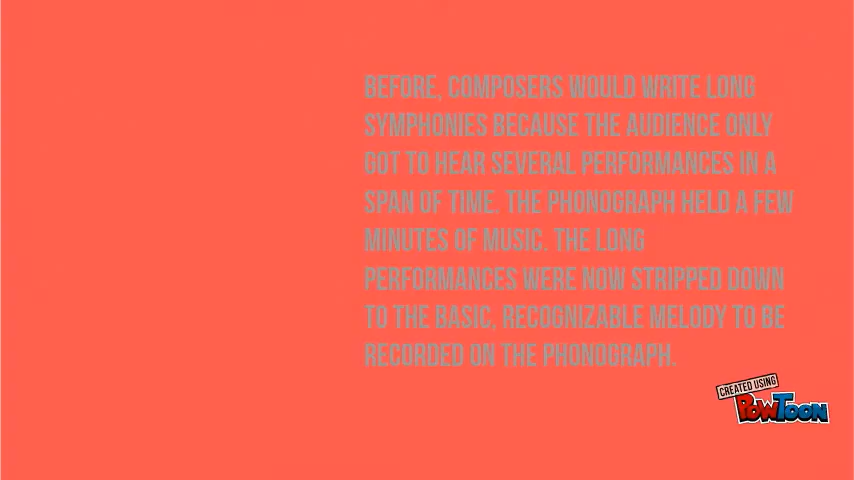 BEFORE, COMPOSERS WOULD WRITE LONG
SYMPHONIES BECAUSE THE AUDIENCE ONLY
GOT TO HEAR SEVERAL PERFORMANCES IN A
SPAN OF TIME. THE PHONOGRAPH HELD A FEW
MINUTES OF MUSIC. THE LONG
PERFORMANCES WERE NOW STRIPPED DOWN
TO THE BASIC, RECOGNIZABLE MELODY TO BE
RECORDED ON THE PHONOGRAPH.
CREATED USING
POWTOON